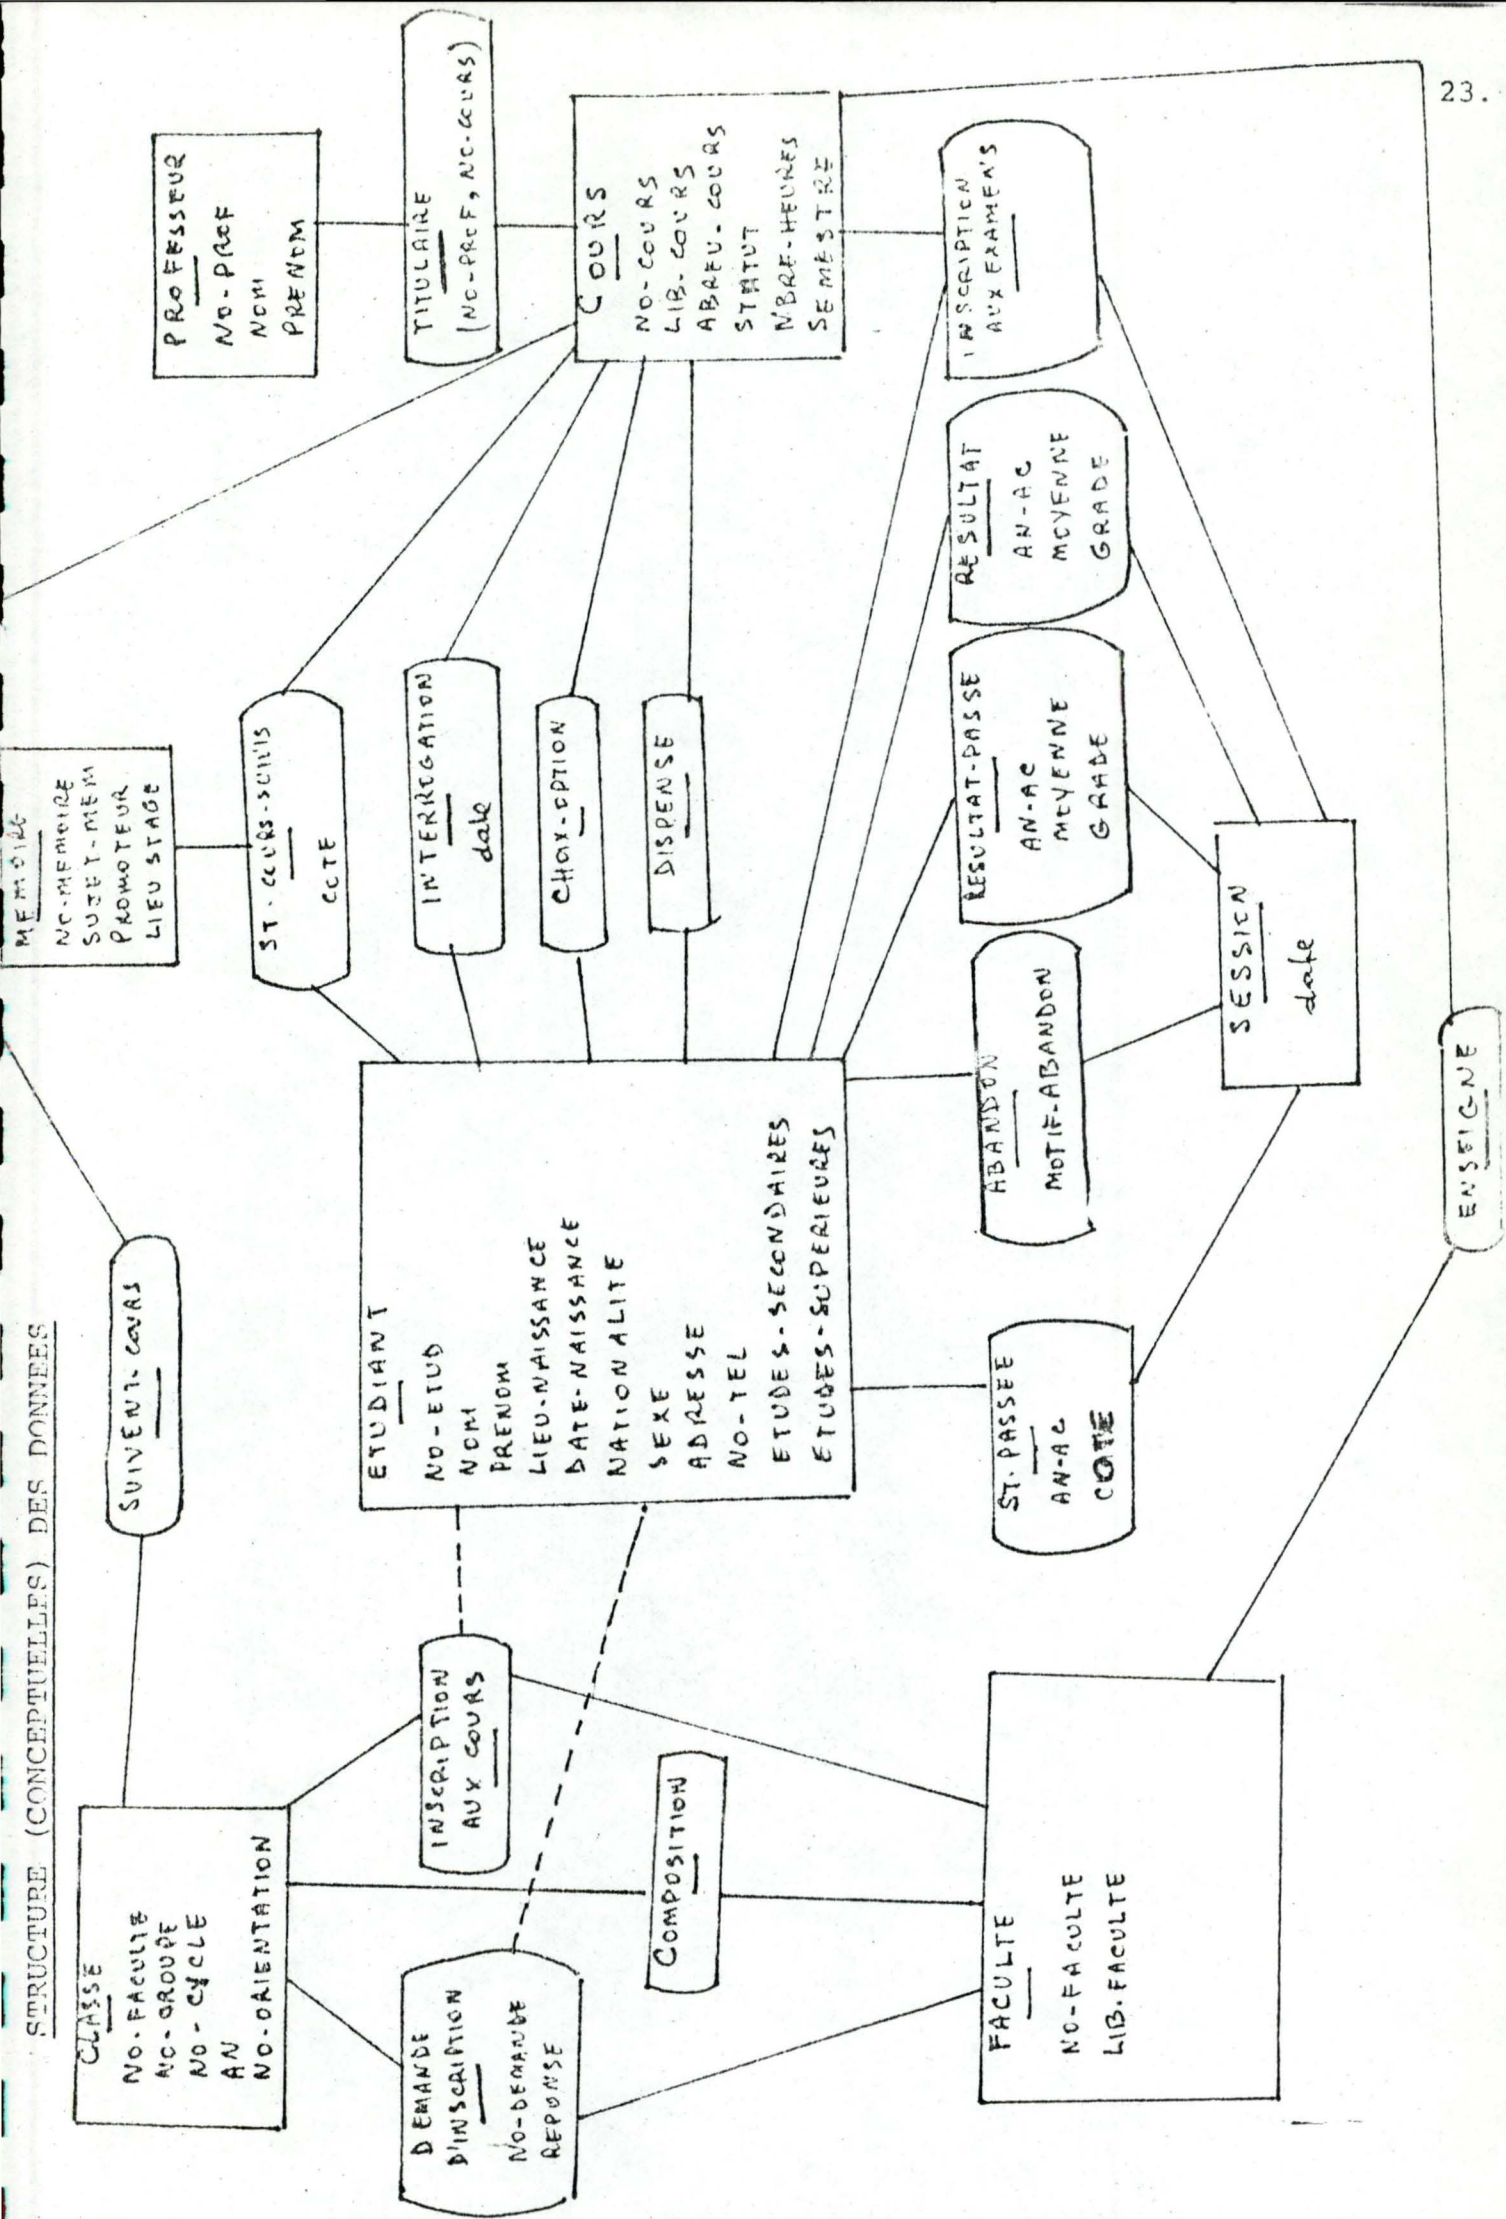 23.
STRUCTURE (CONCEPTUELLES) DES DONNEES
CLASSE
NO.FACULTE
NO-GROUPE
NO-CYCLE
AN
NO.ORIENTATION
SUIVENT-COURS
MEMOIRE
NO-MEMOIRE
SUJET-MEM
PROMOTEUR
LIEU STAGE
PROFESSEUR
NO-PROF
NOM
PRENOM
ST.COURS-SUIVIS
COTE
TITULAIRE
(NO-PROF, NO-COURS)
DEMANDE
D'INSCRIPTION
NO-DEMANDE
REPONSE
INSCRIPTION
AUX COURS
ETUDIANT
NO-ETUD
NOM
PRENOM
LIEU-NAISSANCE
DATE-NAISSANCE
NATIONALITE
SEXE
ADRESSE
NO-TEL
ETUDES-SECONDAIRES
ETUDES-SUPERIEURES
INTERROGATION
date
CHOIX-OPTION
DISPENSE
COURS
NO-COURS
LIB-COURS
ABREV-COURS
STATUT
NBRE-HEURES
SEMESTRE
COMPOSITION
FACULTE
NO-FACULTE
LIB.FACULTE
ST.PASSEE
AN-AC
COTE
ABANDON
MOTIF-ABANDON
RESULTAT-PASSE
AN-AC
MOYENNE
GRADE
RESULTAT
AN-AC
MOYENNE
GRADE
INSCRIPTION
AUX EXAMENS
SESSION
date
ENSEIGNE